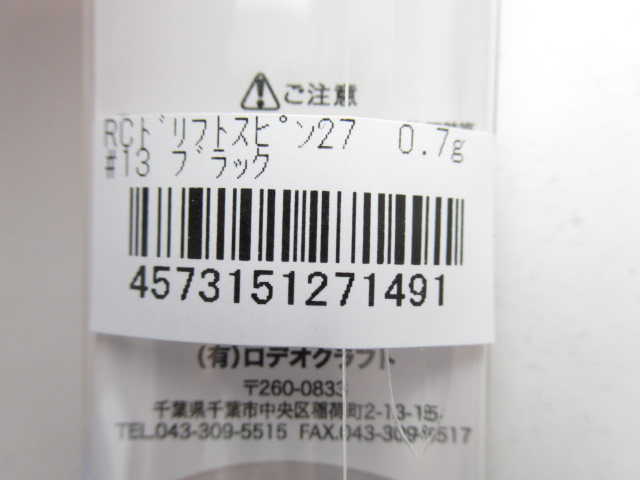 ⚠ご注意
RCﾄﾞﾘﾌﾄｽﾋﾟﾝ27 0.7g
#13 ﾌﾞﾗｯｸ
4573151271491
(有)ロデオクラフト
〒260-0833
千葉県千葉市中央区稲荷町2-13-15
TEL.043-309-5515 FAX.043-309-5517